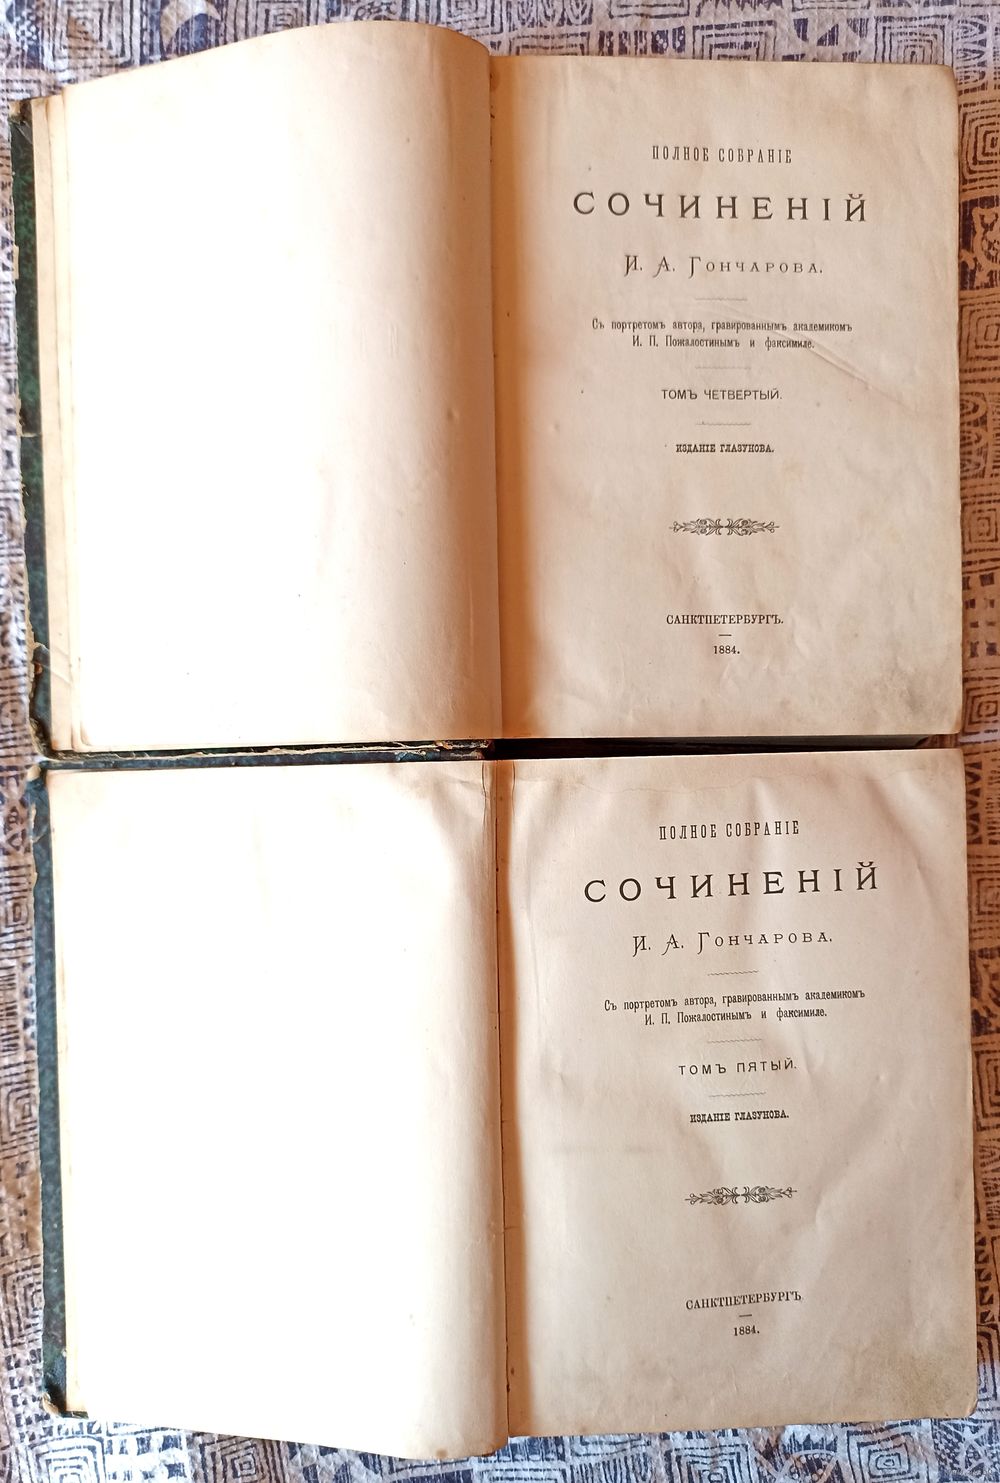 ПОЛНОЕ СОБРАНІЕ
СОЧИНЕНІЙ
И. А. ГОНЧАРОВА.
Съ портретомъ автора, гравированнымъ академикомъ
И. П. Пожалостинымъ и факсимиле.
ТОМЪ ЧЕТВЕРТЫЙ.
ИЗДАНІЕ ГЛАЗУНОВА.
САНКТПЕТЕРБУРГЪ.
1884.
ПОЛНОЕ СОБРАНІЕ
СОЧИНЕНІЙ
И. А. ГОНЧАРОВА.
Съ портретомъ автора, гравированнымъ академикомъ
И. П. Пожалостинымъ и факсимиле.
ТОМЪ ПЯТЫЙ.
ИЗДАНІЕ ГЛАЗУНОВА.
САНКТПЕТЕРБУРГЪ
1884.